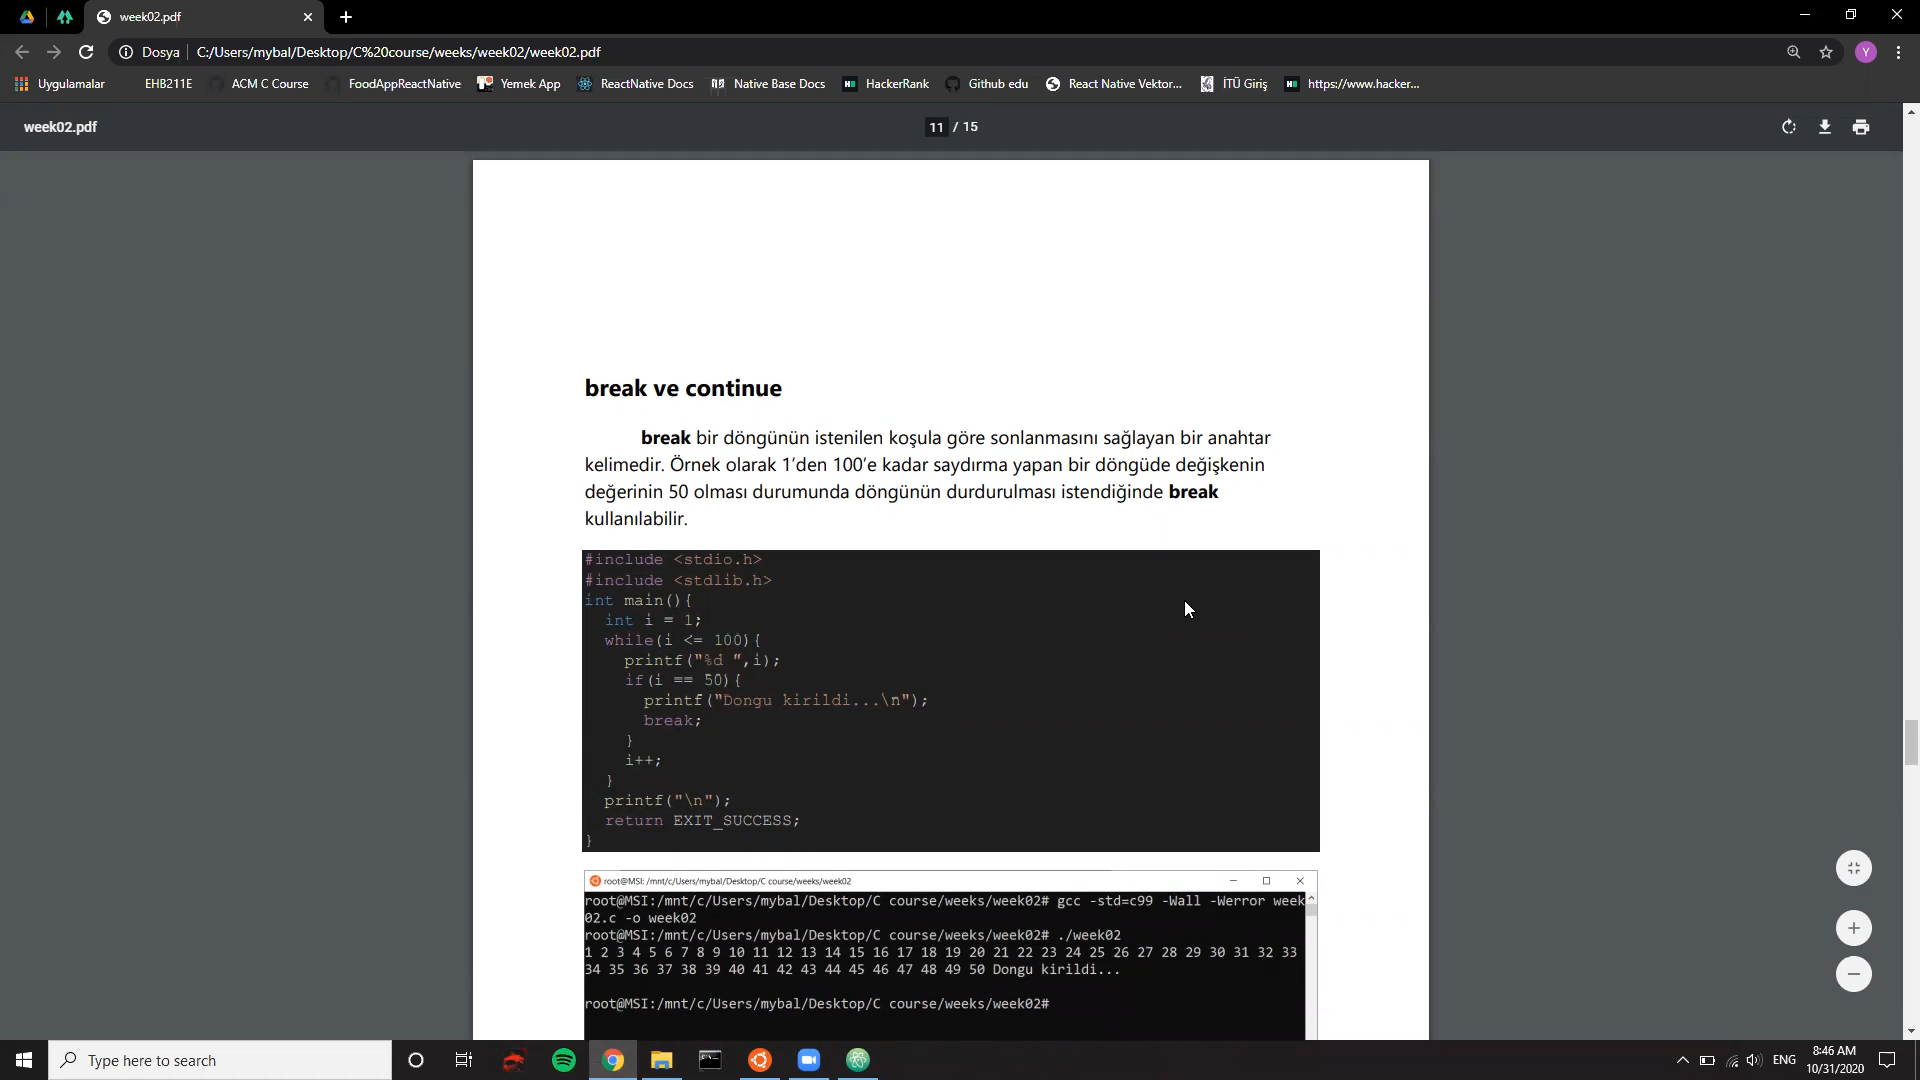 week02.pdf
Dosya
C:/Users/mybal/Desktop/C%20course/weeks/week02/week02.pdf
Y
Uygulamalar
EHB211E
ACM C Course
FoodAppReactNative
Yemek App
ReactNative Docs
Native Base Docs
HackerRank
Github edu
React Native Vektor...
İTÜ Giriş
https://www.hacker...
week02.pdf
11 / 15
break ve continue
break bir döngünün istenilen koşula göre sonlanmasını sağlayan bir anahtar
kelimedir. Örnek olarak 1’den 100’e kadar saydırma yapan bir döngüde değişkenin
değerinin 50 olması durumunda döngünün durdurulması istendiğinde break
kullanılabilir.
#include <stdio.h>
#include <stdlib.h>
int main(){
int i = 1;
while(i <= 100){
printf("%d ",i);
if(i == 50){
printf("Dongu kirildi...\n");
break;
}
i++;
}
printf("\n");
return EXIT_SUCCESS;
}
root@MSI: /mnt/c/Users/mybal/Desktop/C course/weeks/week02
root@MSI:/mnt/c/Users/mybal/Desktop/C course/weeks/week02# gcc -std=c99 -Wall -Werror week
02.c -o week02
root@MSI:/mnt/c/Users/mybal/Desktop/C course/weeks/week02# ./week02
1 2 3 4 5 6 7 8 9 10 11 12 13 14 15 16 17 18 19 20 21 22 23 24 25 26 27 28 29 30 31 32 33
34 35 36 37 38 39 40 41 42 43 44 45 46 47 48 49 50 Dongu kirildi...
root@MSI:/mnt/c/Users/mybal/Desktop/C course/weeks/week02#
Type here to search
ENG
8:46 AM
10/31/2020